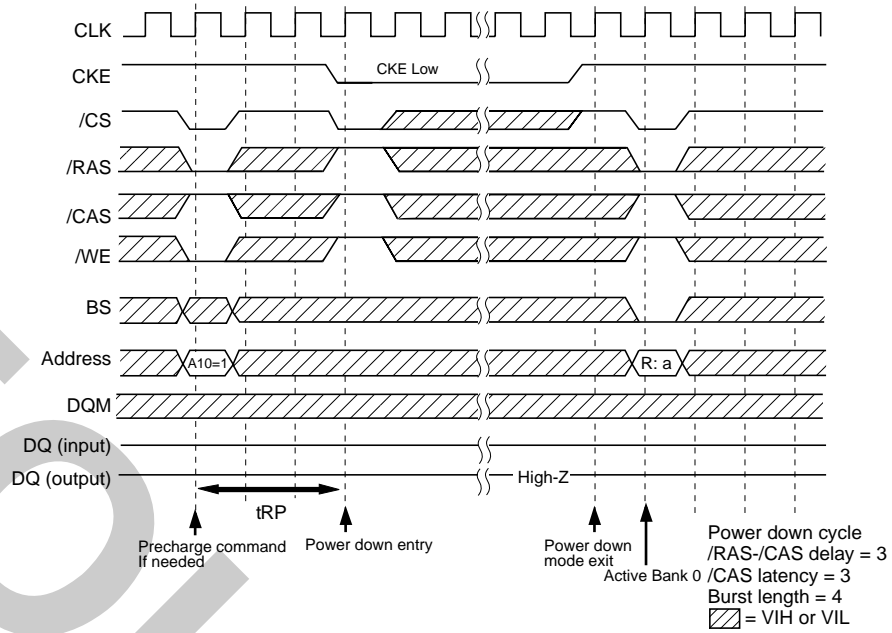 CLK
CKE
CKE Low
/CS
/RAS
/CAS
/WE
BS
Address
A10=1
R: a
DQM
DQ (input)
DQ (output)
High-Z
tRP
Precharge command
If needed
Power down entry
Power down
mode exit
Active Bank 0
Power down cycle
/RAS-/CAS delay = 3
/CAS latency = 3
Burst length = 4
= VIH or VIL